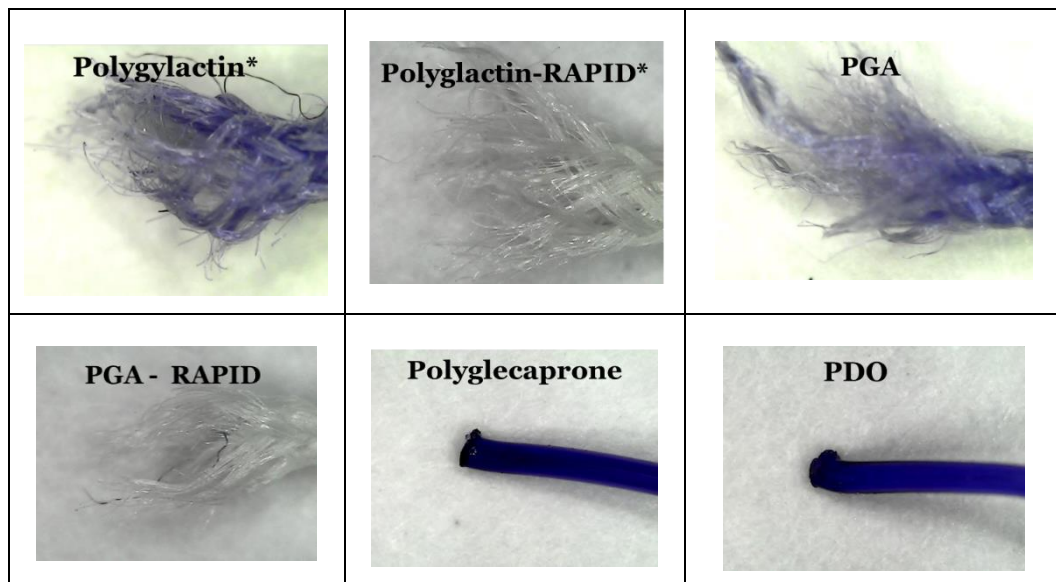 Polygylactin*
Polyglactin-RAPID*
PGA
PGA - RAPID
Polyglecaprone
PDO